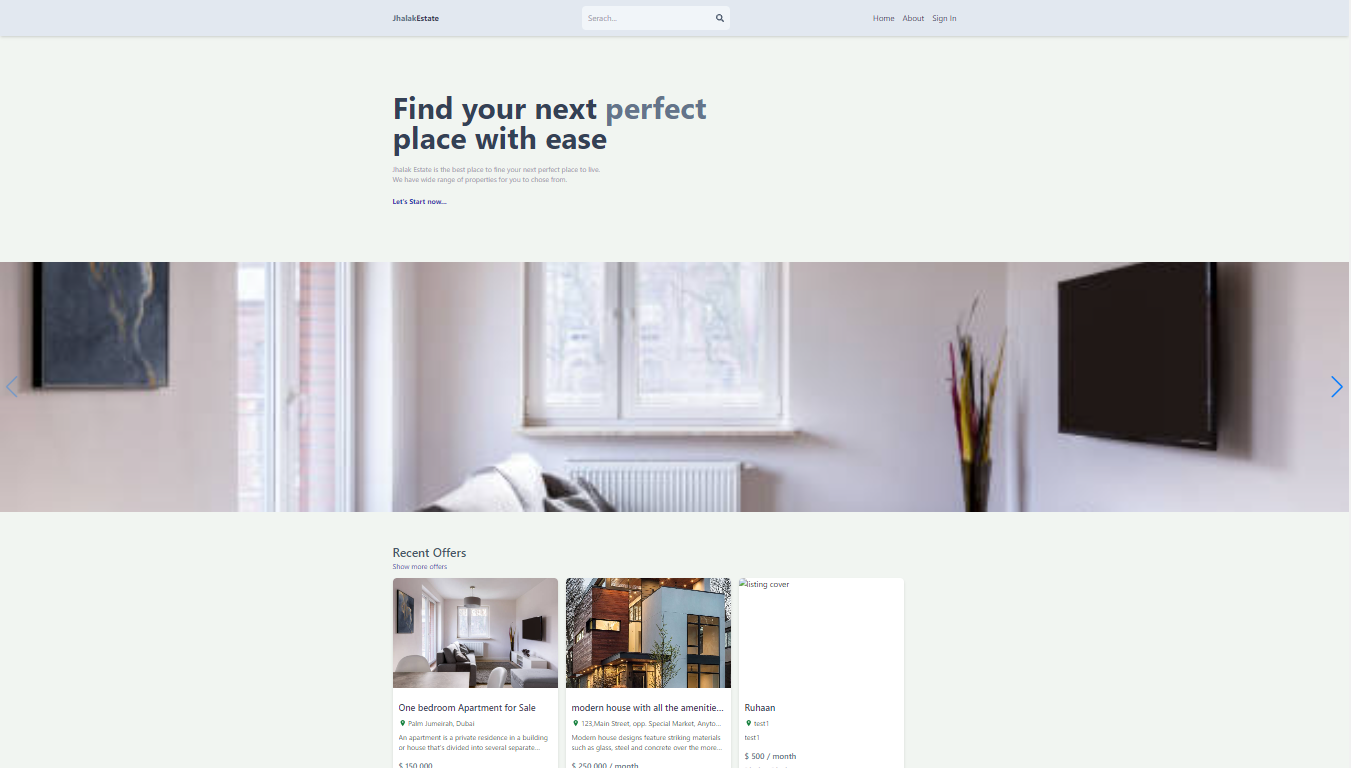 JhalakEstate
Serach...
Home About Sign In
Find your next perfect
place with ease
Jhalak Estate is the best place to fine your next perfect place to live.
We have wide range of properties for you to chose from.
Let's Start now...
Recent Offers
Show more offers
listing cover
One bedroom Apartment for Sale
Palm Jumeirah, Dubai
An apartment is a private residence in a building
or house that's divided into several separate...
$ 150,000
modern house with all the amenitie...
123,Main Street, opp. Special Market, Anyto...
Modern house designs feature striking materials
such as glass, steel and concrete over the more...
$ 250,000 / month
Ruhaan
test1
test1
$ 500 / month